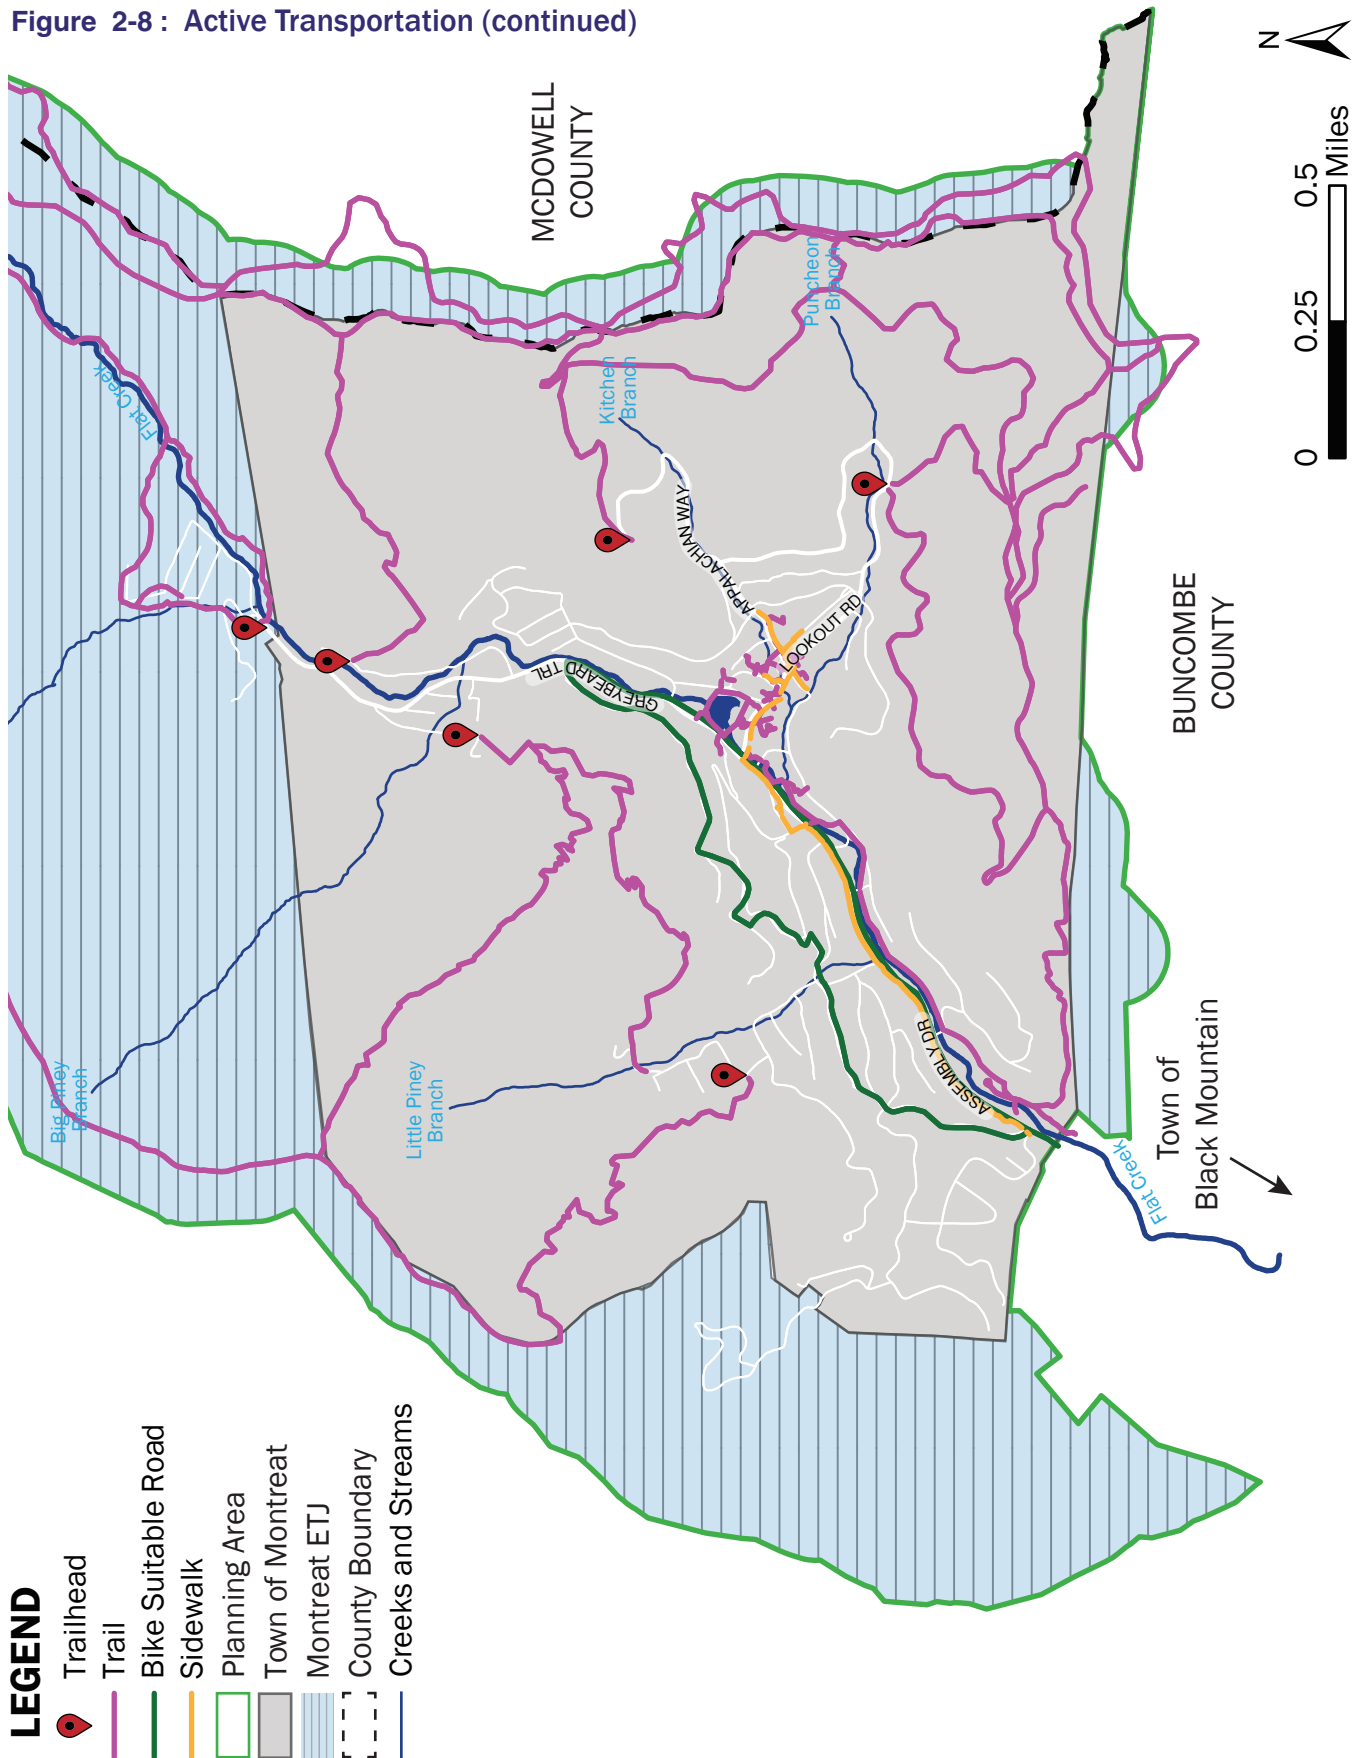 Figure 2-8 : Active Transportation (continued)
LEGEND
Trailhead
Trail
Bike Suitable Road
Sidewalk
Planning Area
Town of Montreat
Montreat ETJ
County Boundary
Creeks and Streams
MCDOWELL
COUNTY
BUNCOMBE
COUNTY
Town of
Black Mountain
Flat Creek
Flat Creek
Big Piney
Branch
Little Piney
Branch
Kitchen
Branch
Puncheon
Branch
APPALACHIAN WAY
LOOKOUT RD
GREYBEARD TRL
ASSEMBLY DR
N
0
0.25
0.5
Miles